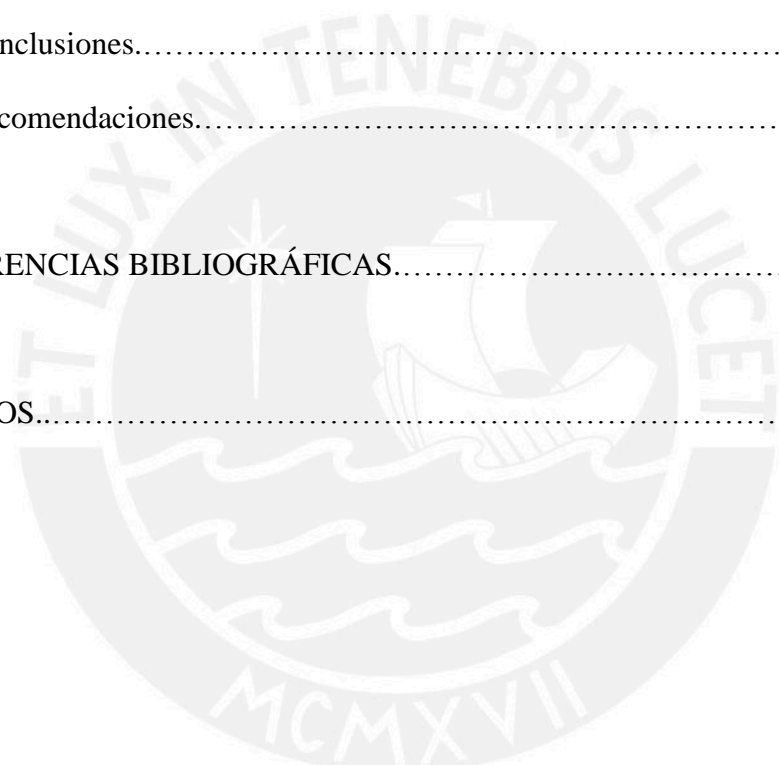 nclusiones.……………………………………………………………………
comendaciones.…………………………………………………………
RENCIAS BIBLIOGRÁFICAS.………………………………
OS..……………………………………………………………………
ET LUX IN TENEBRIS LUCET
MCMXVII